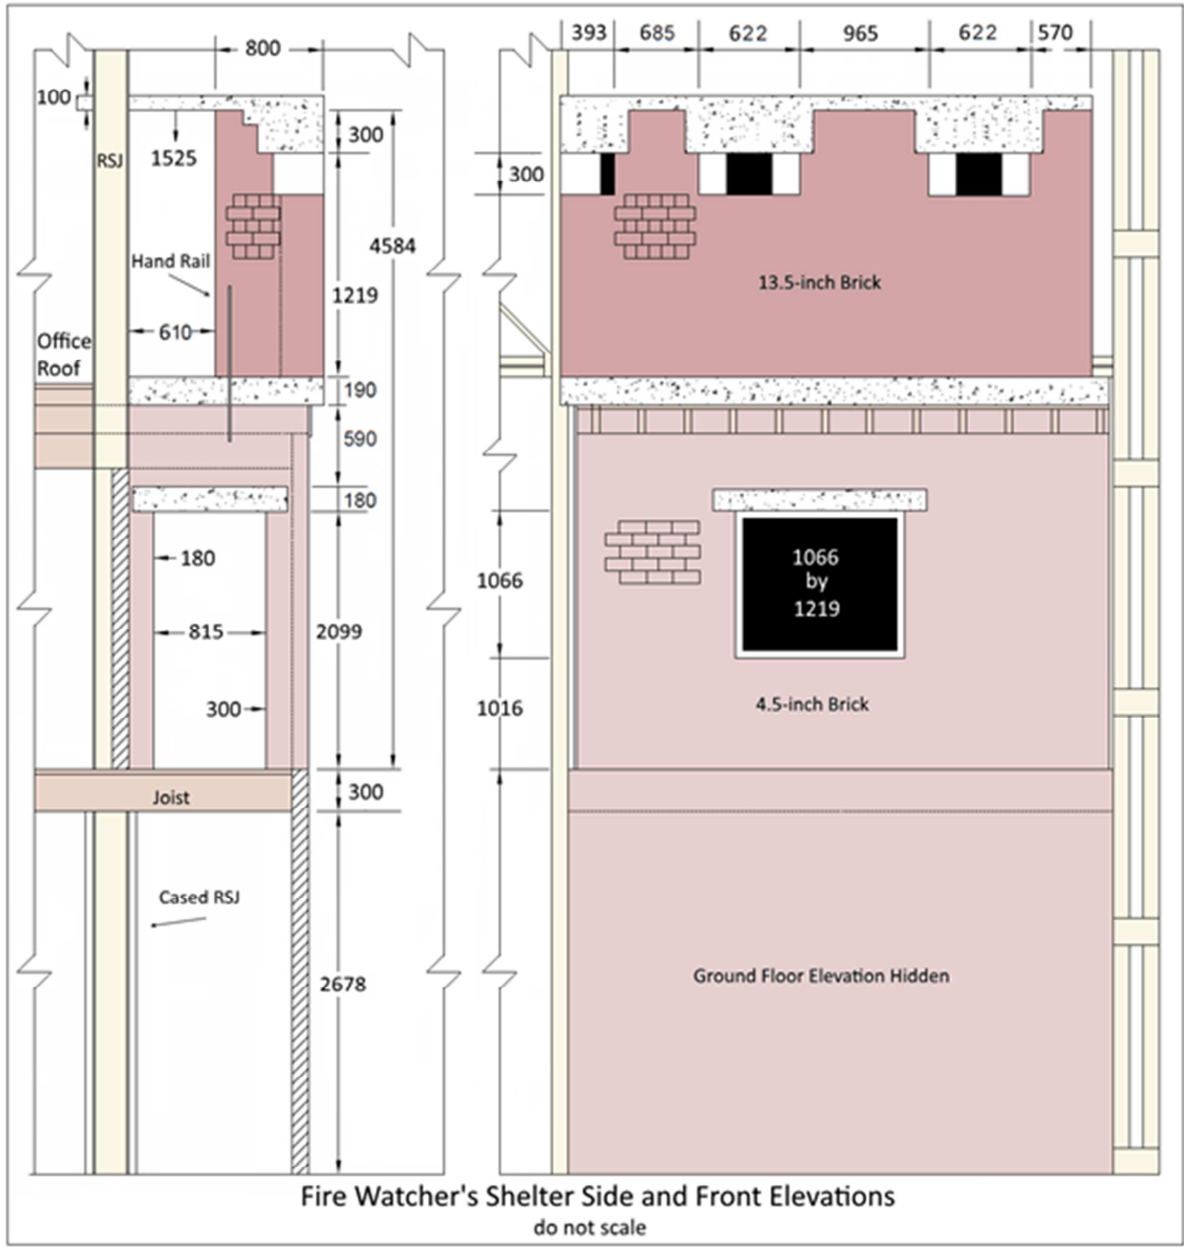 800
393
685
622
965
622
570
100
300
RSJ
1525
300
4584
Hand Rail
13.5-inch Brick
1219
610
Office
Roof
190
590
180
180
1066
by
1219
1066
815
2099
300
1016
4.5-inch Brick
300
Joist
Cased RSJ
2678
Ground Floor Elevation Hidden
Fire Watcher's Shelter Side and Front Elevations
do not scale